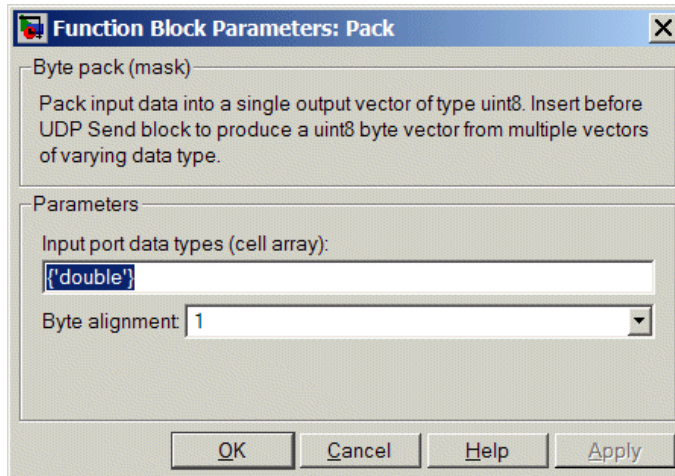 Function Block Parameters: Pack
Byte pack (mask)
Pack input data into a single output vector of type uint8. Insert before
UDP Send block to produce a uint8 byte vector from multiple vectors
of varying data type.
Parameters
Input port data types (cell array):
{'double'}
Byte alignment: 1
OK Cancel Help Apply